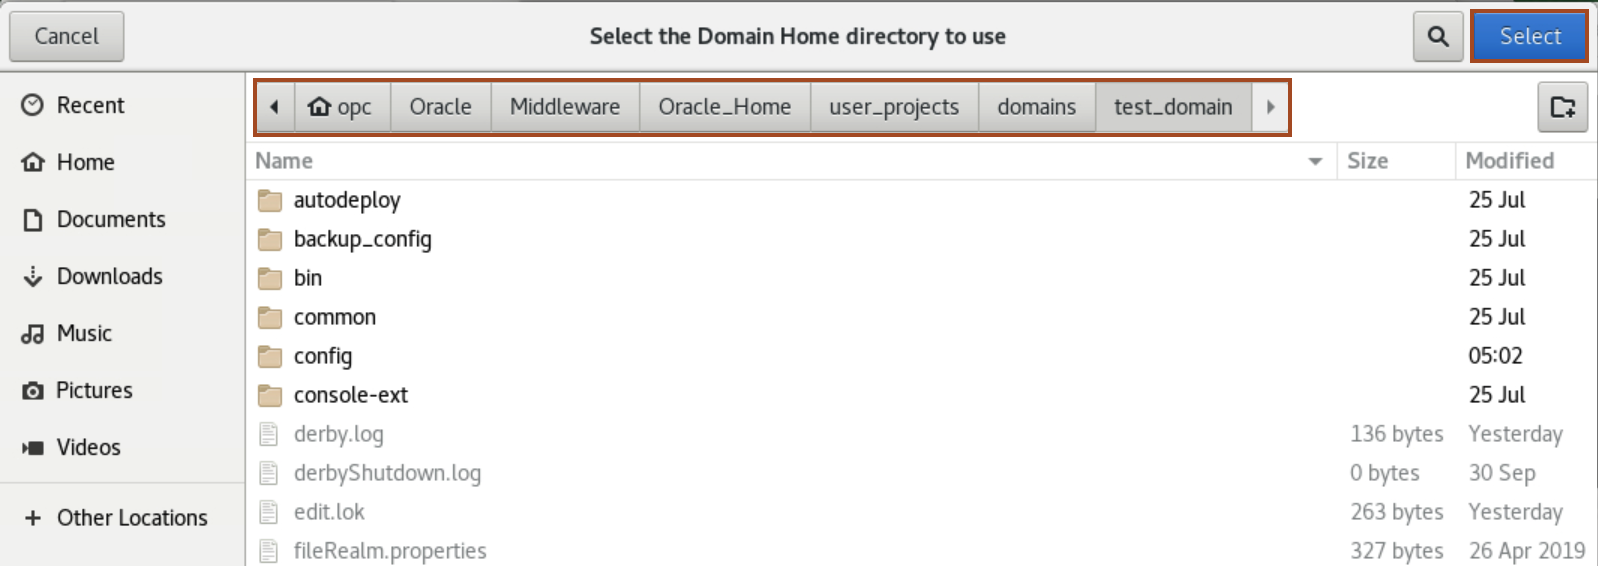 Cancel Select the Domain Home directory to use Select
opc Oracle Middleware Oracle_Home user_projects domains test_domain
Recent
Home
Documents
Downloads
Music
Pictures
Videos
+ Other Locations
Name Size Modified
autodeploy 25 Jul
backup_config 25 Jul
bin 25 Jul
common 25 Jul
config 05:02
console-ext 25 Jul
derby.log 136 bytes Yesterday
derbyShutdown.log 0 bytes 30 Sep
edit.lok 263 bytes Yesterday
fileRealm.properties 327 bytes 26 Apr 2019